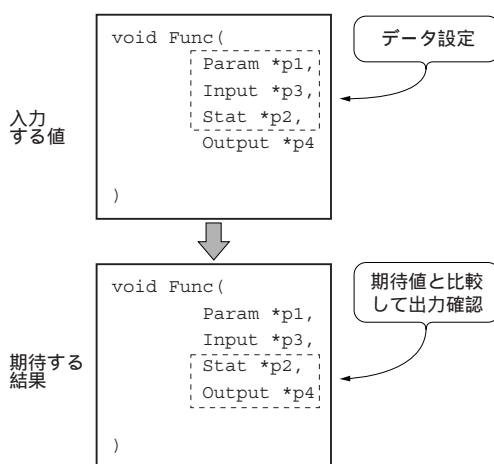 void Func(
Param *p1,
Input *p3,
Stat *p2,
Output *p4
)
データ設定
入力
する値
void Func(
Param *p1,
Input *p3,
Stat *p2,
Output *p4
)
期待値と比較
して出力確認
期待する
結果